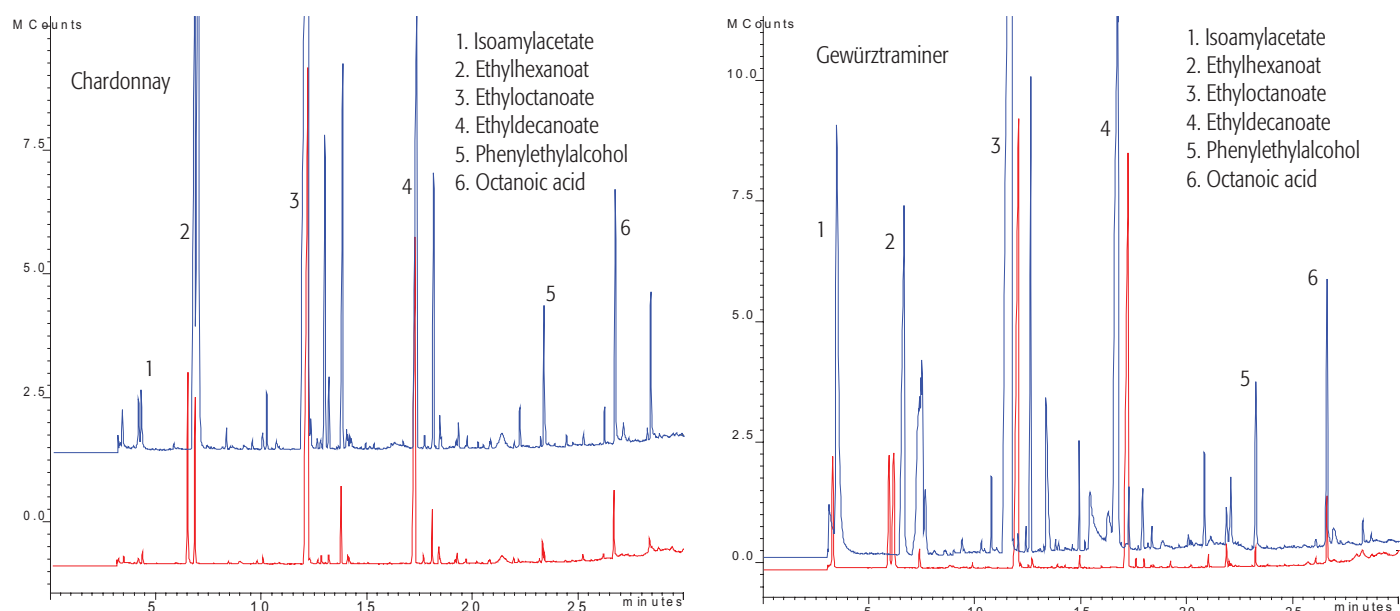 MCounts
Chardonnay
1. Isoamylacetate
2. Ethylhexanoat
3. Ethyloctanoate
4. Ethyldecanoate
5. Phenylethylalcohol
6. Octanoic acid
7.5
5.0
2.5
0.0
1
2
3
4
5
6
5
10
15
20
25
minutes
MCounts
Gewürztraminer
1. Isoamylacetate
2. Ethylhexanoat
3. Ethyloctanoate
4. Ethyldecanoate
5. Phenylethylalcohol
6. Octanoic acid
10.0
7.5
5.0
2.5
0.0
1
2
3
4
5
6
5
10
15
20
25
minutes